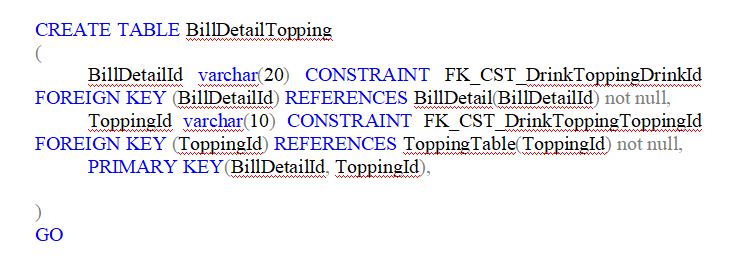 CREATE TABLE BillDetailTopping
(
BillDetailId varchar(20) CONSTRAINT FK_CST_DrinkToppingDrinkId
FOREIGN KEY (BillDetailId) REFERENCES BillDetail(BillDetailId) not null,
ToppingId varchar(10) CONSTRAINT FK_CST_DrinkToppingToppingId
FOREIGN KEY (ToppingId) REFERENCES ToppingTable(ToppingId) not null,
PRIMARY KEY(BillDetailId, ToppingId),
)
GO